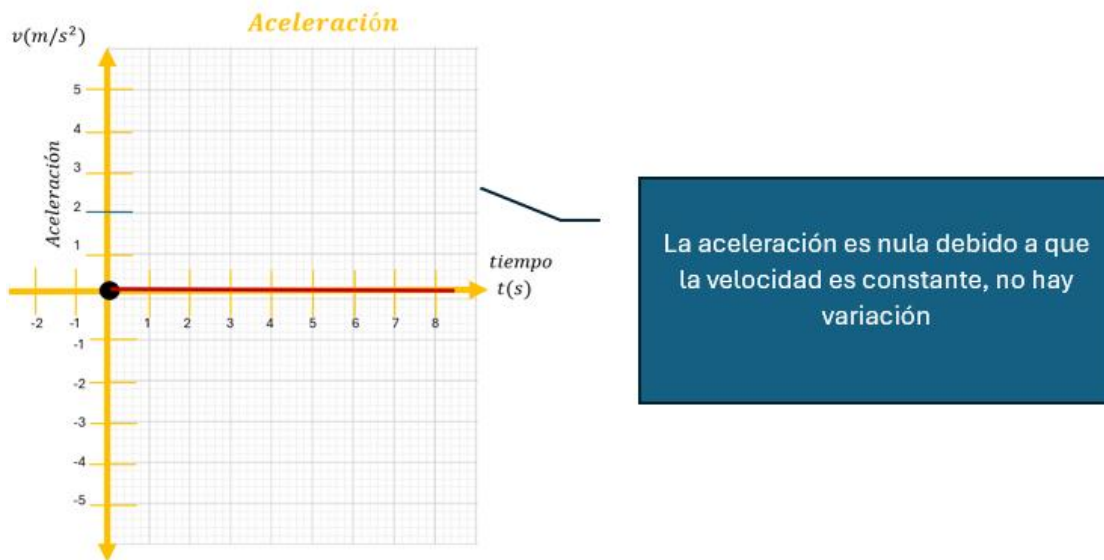 Aceleración
v(m/s²)
Aceleración
5
4
3
2
1
tiempo
t(s)
-2 -1 1 2 3 4 5 6 7 8
-1
-2
-3
-4
-5
La aceleración es nula debido a que
la velocidad es constante, no hay
variación